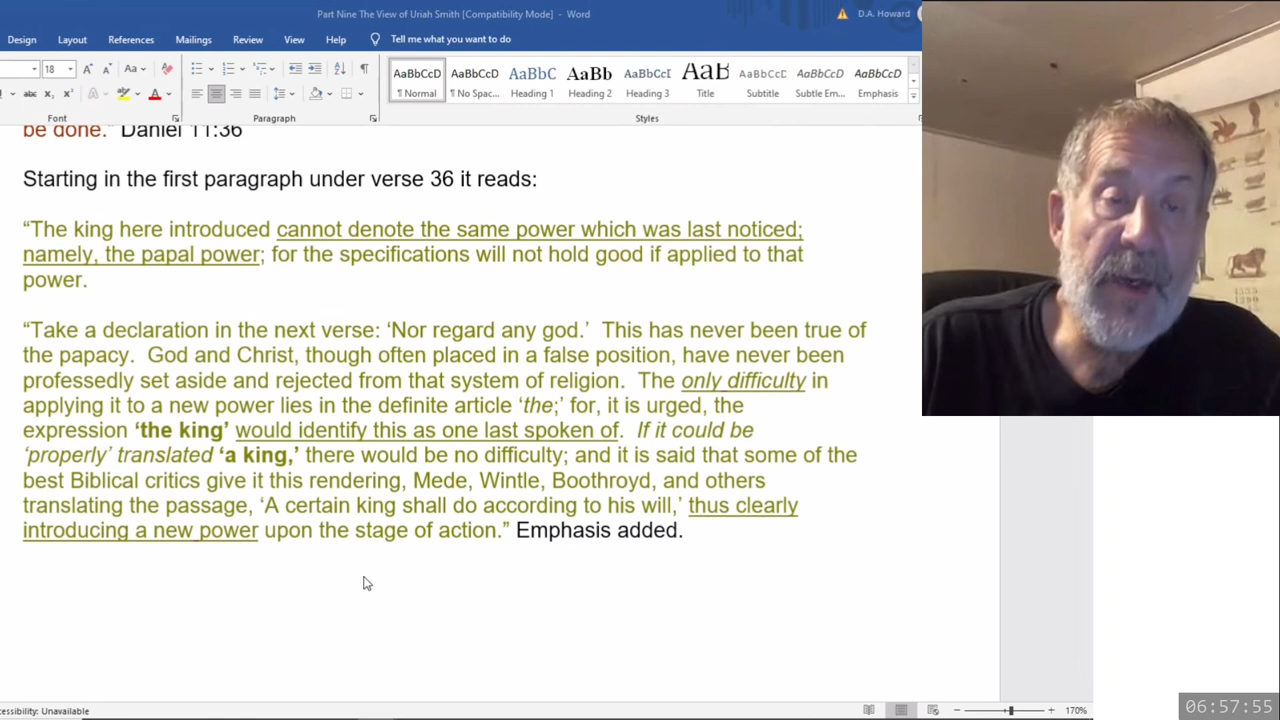 Part Nine The View of Uriah Smith [Compatibility Mode] – Word
D.A. Howard
Design Layout References Mailings Review View Help Tell me what you want to do
18
Aa
AaBbCcD AaBbCcD AaBbC AaBb AaBbCcI AaB AaBbCcD AaBbCcD AaBbCcD
¶ Normal ¶ No Spac... Heading 1 Heading 2 Heading 3 Title Subtitle Subtle Em... Emphasis
Font Paragraph Styles
be done.” Daniel 11:36
Starting in the first paragraph under verse 36 it reads:
“The king here introduced cannot denote the same power which was last noticed;
namely, the papal power; for the specifications will not hold good if applied to that
power.
“Take a declaration in the next verse: ‘Nor regard any god.’ This has never been true of
the papacy. God and Christ, though often placed in a false position, have never been
professedly set aside and rejected from that system of religion. The only difficulty in
applying it to a new power lies in the definite article ‘the;’ for, it is urged, the
expression ‘the king’ would identify this as one last spoken of. If it could be
‘properly’ translated ‘a king,’ there would be no difficulty; and it is said that some of the
best Biblical critics give it this rendering, Mede, Wintle, Boothroyd, and others
translating the passage, ‘A certain king shall do according to his will,’ thus clearly
introducing a new power upon the stage of action.” Emphasis added.
cessibility: Unavailable
170%
06:57:55